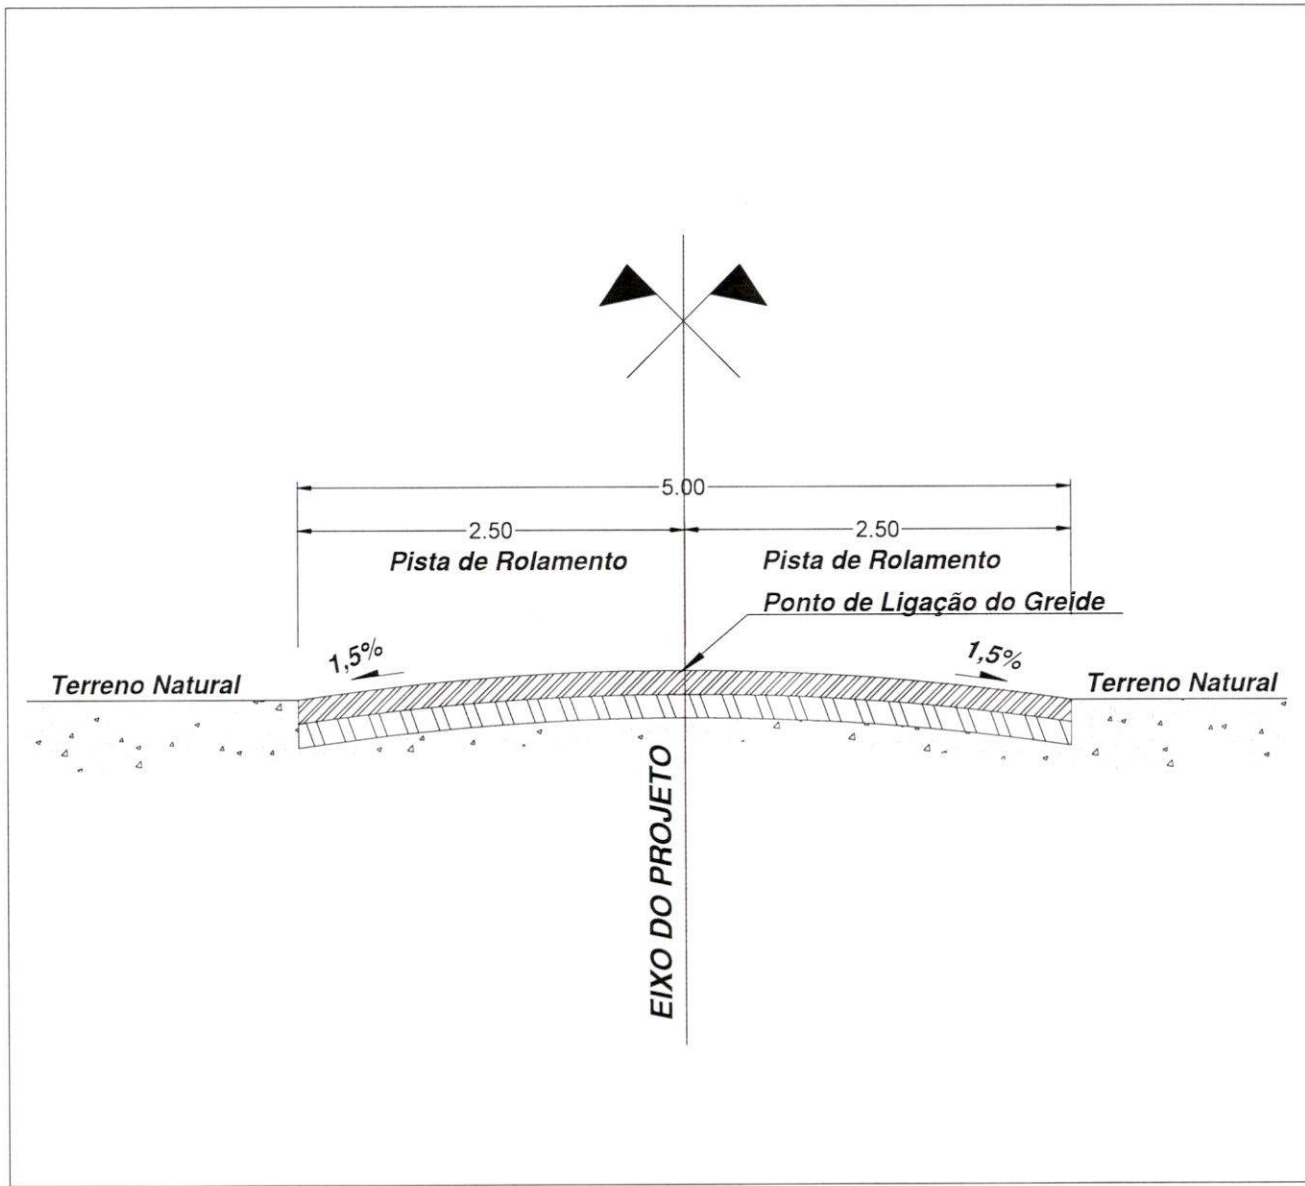 5.00
2.50
2.50
Pista de Rolamento
Pista de Rolamento
Ponto de Ligação do Greide
1,5%
1,5%
Terreno Natural
Terreno Natural
EIXO DO PROJETO